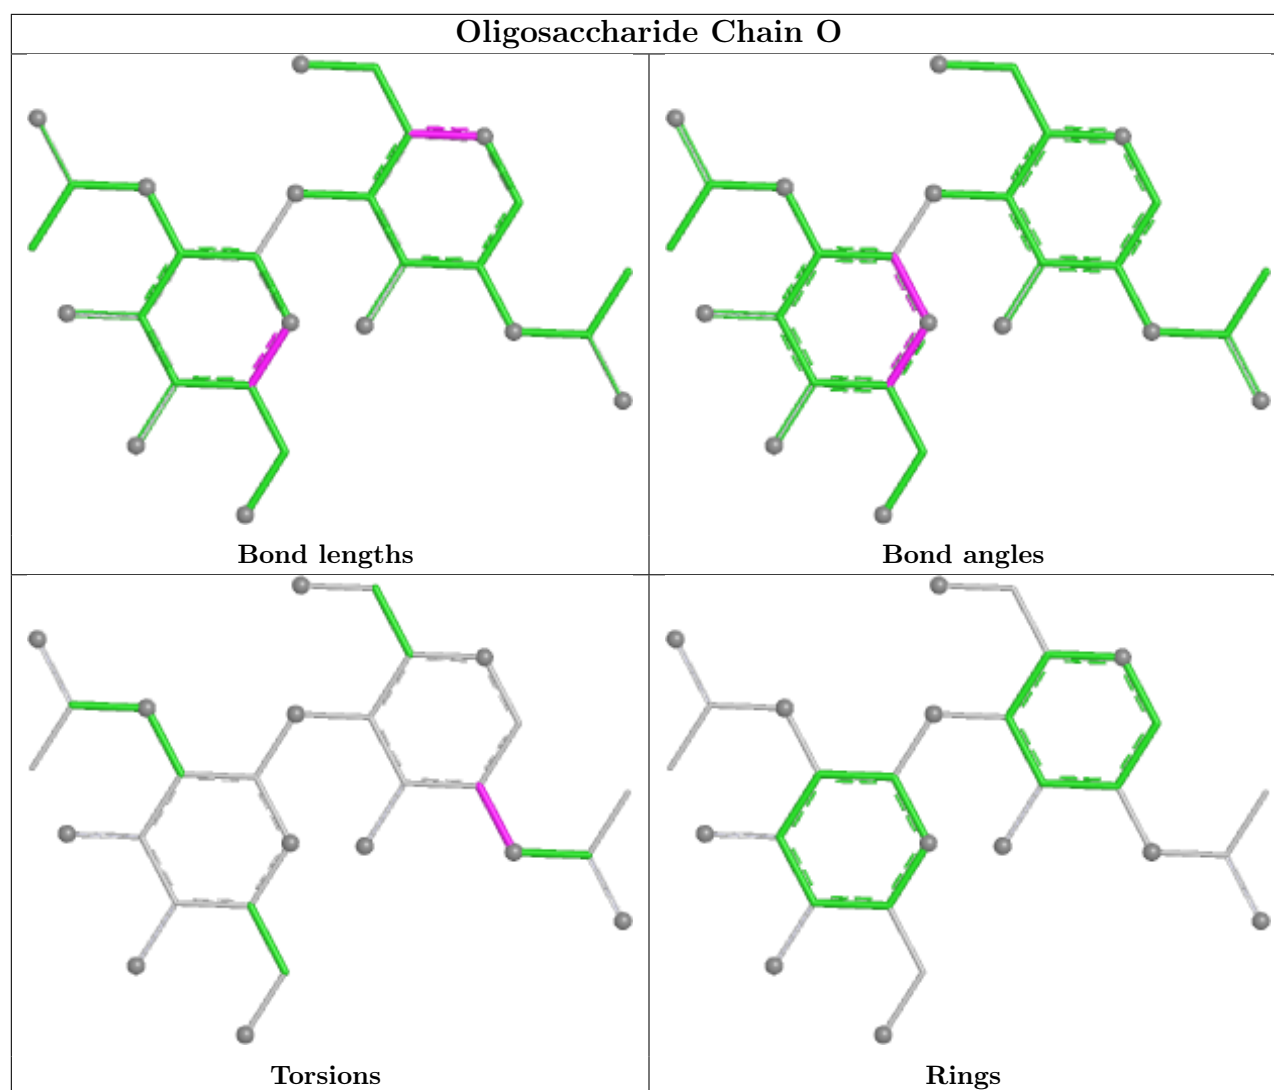 Oligosaccharide Chain O
Bond lengths
Bond angles
Torsions
Rings